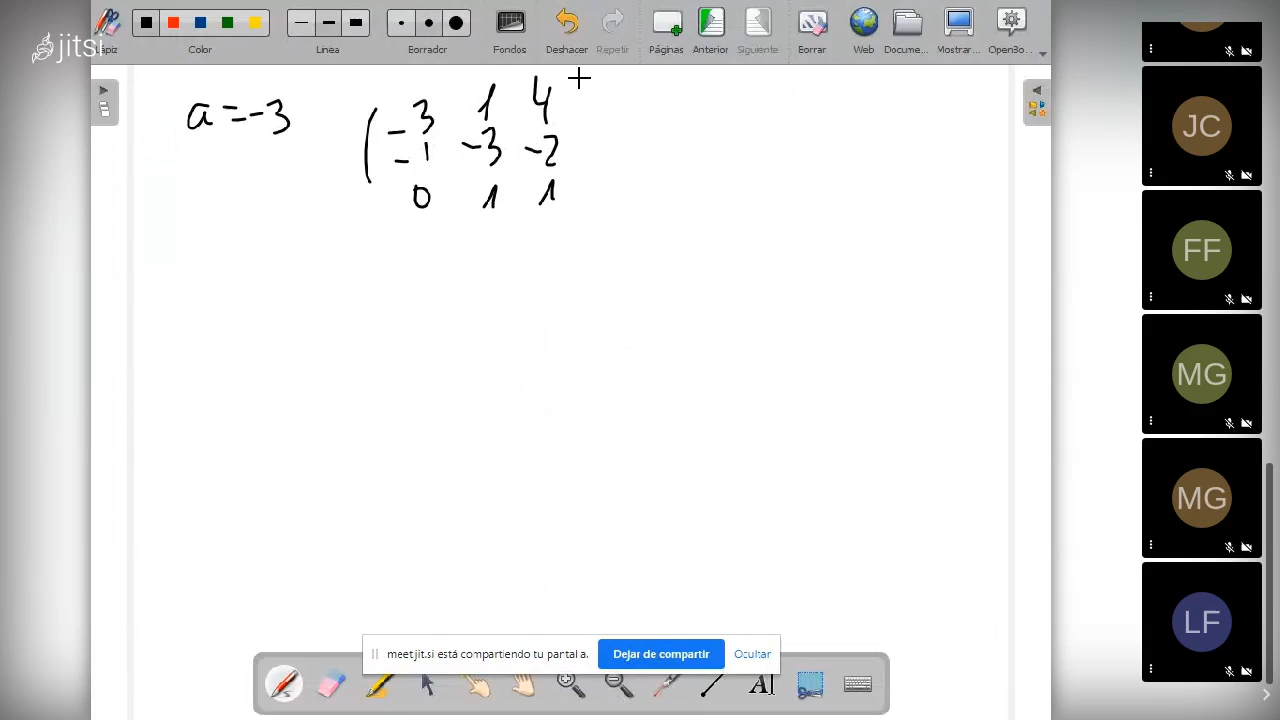 jitsi
Lápiz Color Línea Borrador Fondos Deshacer Repetir Páginas Anterior Siguiente Borrar Web Docume... Mostrar... OpenBo...
a = -3
( -3 1 4
-1 -3 -2
0 1 1
JC
FF
MG
MG
LF
meet.jit.si está compartiendo tu pantalla. Dejar de compartir Ocultar